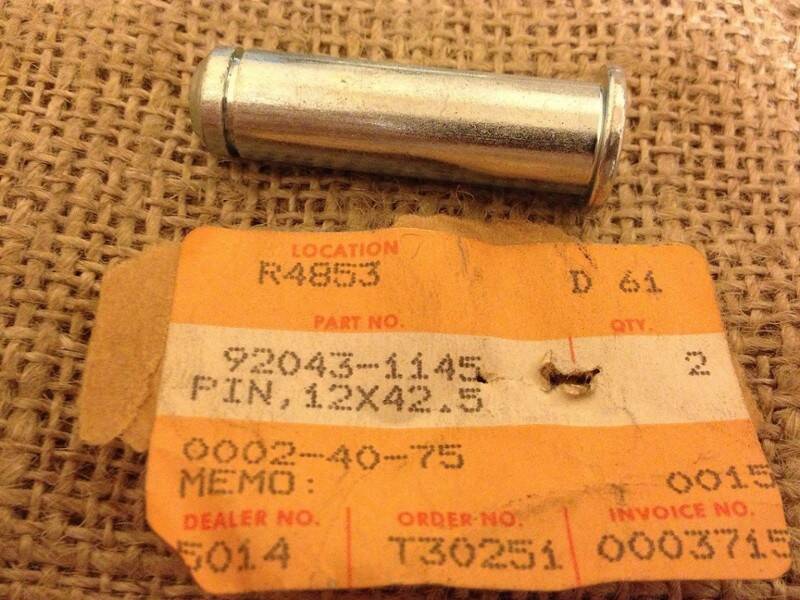 LOCATION
R4853 D 61
PART NO. QTY.
92043-1145 2
PIN, 12X42.5
0002-40-75
MEMO: 0015
DEALER NO. ORDER NO. INVOICE NO.
5014 T30251 0003715